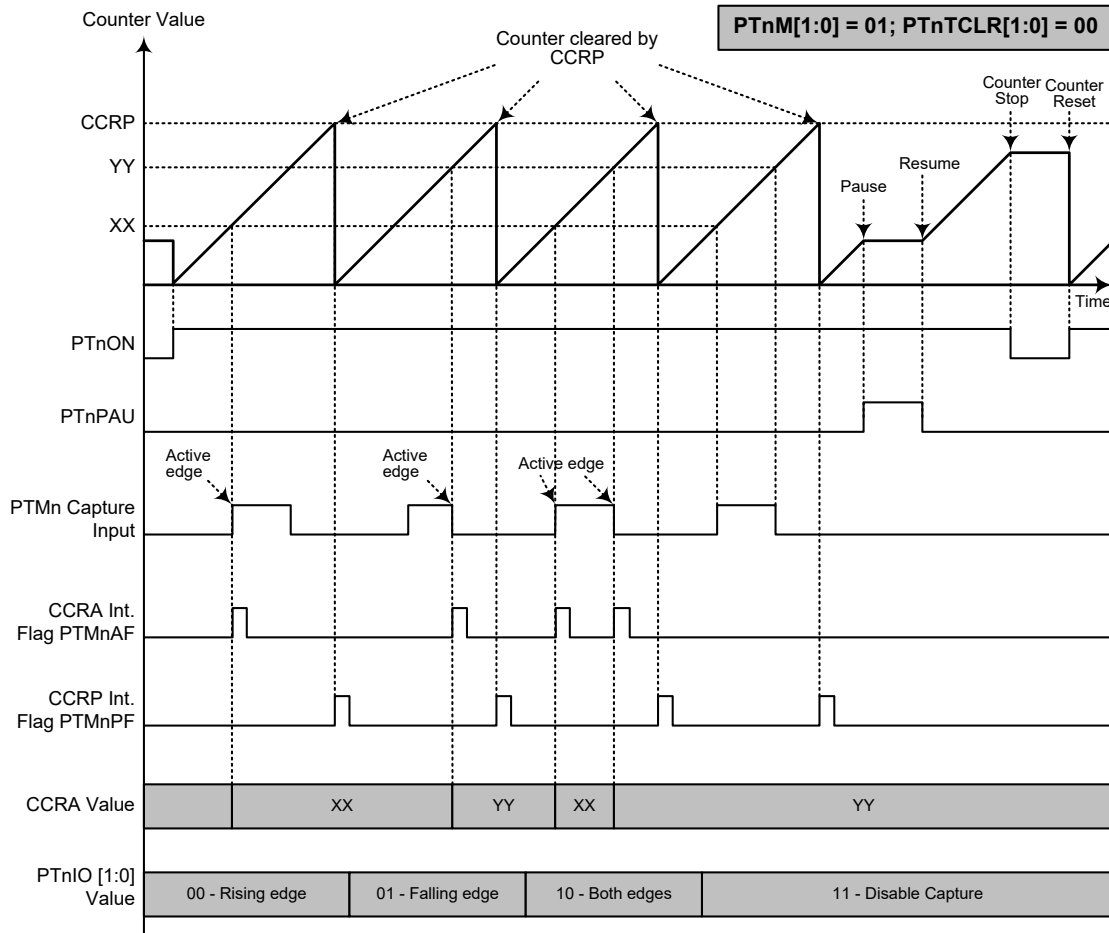 Counter Value
PTnM[1:0] = 01; PTnTCLR[1:0] = 00
Counter cleared by
CCRP
Counter
Stop
Counter
Reset
CCRP
YY
XX
Pause
Resume
Time
PTnON
PTnPAU
Active
edge
Active
edge
Active edge
PTMn Capture
Input
CCRA Int.
Flag PTMnAF
CCRP Int.
Flag PTMnPF
CCRA Value
XX
YY
XX
YY
PTnIO [1:0]
Value
00 - Rising edge
01 - Falling edge
10 - Both edges
11 - Disable Capture